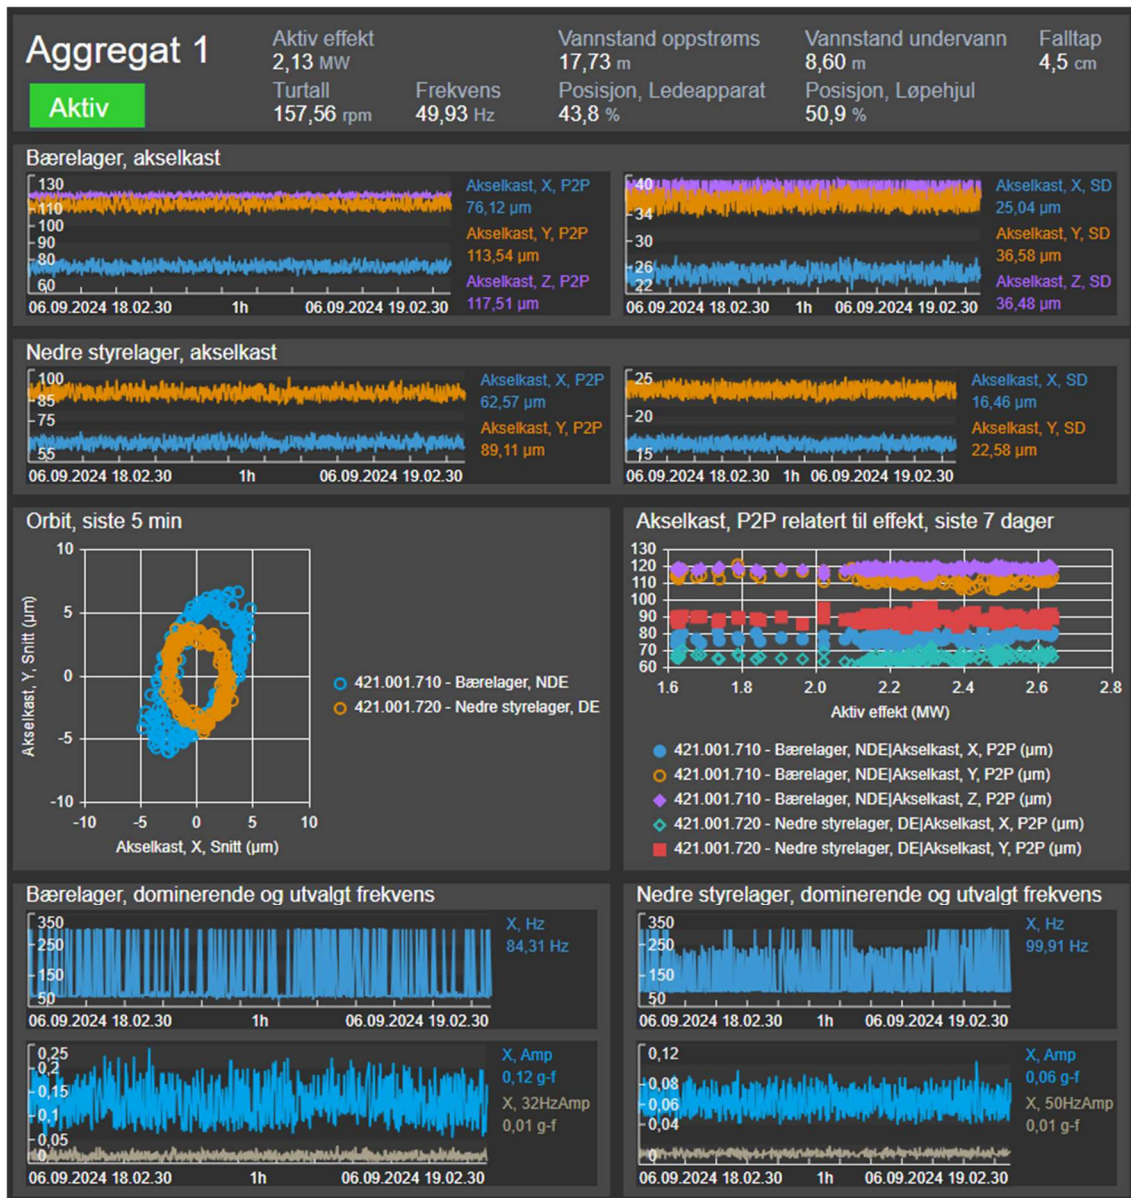 Aggregat 1
Aktiv
Aktiv effekt
2,13 MW
Vannstand oppstrøms
17,73 m
Vannstand undervann
8,60 m
Falltap
4,5 cm
Turtall
157,56 rpm
Frekvens
49,93 Hz
Posisjon, Ledeapparat
43,8 %
Posisjon, Løpehjul
50,9 %
Bærelager, akselkast
130
110
100
90
80
60
06.09.2024 18.02.30 1h 06.09.2024 19.02.30
Akselkast, X, P2P
76,12 µm
Akselkast, Y, P2P
113,54 µm
Akselkast, Z, P2P
117,51 µm
40
34
30
26
22
06.09.2024 18.02.30 1h 06.09.2024 19.02.30
Akselkast, X, SD
25,04 µm
Akselkast, Y, SD
36,58 µm
Akselkast, Z, SD
36,48 µm
Nedre styrelager, akselkast
100
85
75
55
06.09.2024 18.02.30 1h 06.09.2024 19.02.30
Akselkast, X, P2P
62,57 µm
Akselkast, Y, P2P
89,11 µm
25
20
15
06.09.2024 18.02.30 1h 06.09.2024 19.02.30
Akselkast, X, SD
16,46 µm
Akselkast, Y, SD
22,58 µm
Orbit, siste 5 min
Akselkast, Y, Snitt (µm)
10
5
0
-5
-10
-10 -5 0 5 10
Akselkast, X, Snitt (µm)
421.001.710 - Bærelager, NDE
421.001.720 - Nedre styrelager, DE
Akselkast, P2P relatert til effekt, siste 7 dager
130
120
110
100
90
80
70
60
1.6 1.8 2.0 2.2 2.4 2.6 2.8
Aktiv effekt (MW)
421.001.710 - Bærelager, NDE|Akselkast, X, P2P (µm)
421.001.710 - Bærelager, NDE|Akselkast, Y, P2P (µm)
421.001.710 - Bærelager, NDE|Akselkast, Z, P2P (µm)
421.001.720 - Nedre styrelager, DE|Akselkast, X, P2P (µm)
421.001.720 - Nedre styrelager, DE|Akselkast, Y, P2P (µm)
Bærelager, dominerende og utvalgt frekvens
350
250
150
50
06.09.2024 18.02.30 1h 06.09.2024 19.02.30
X, Hz
84,31 Hz
0,25
0,2
0,15
0,1
0,05
0
06.09.2024 18.02.30 1h 06.09.2024 19.02.30
X, Amp
0,12 g-f
X, 32HzAmp
0,01 g-f
Nedre styrelager, dominerende og utvalgt frekvens
350
250
150
50
06.09.2024 18.02.30 1h 06.09.2024 19.02.30
X, Hz
99,91 Hz
0,12
0,08
0,06
0,04
0
06.09.2024 18.02.30 1h 06.09.2024 19.02.30
X, Amp
0,06 g-f
X, 50HzAmp
0,01 g-f